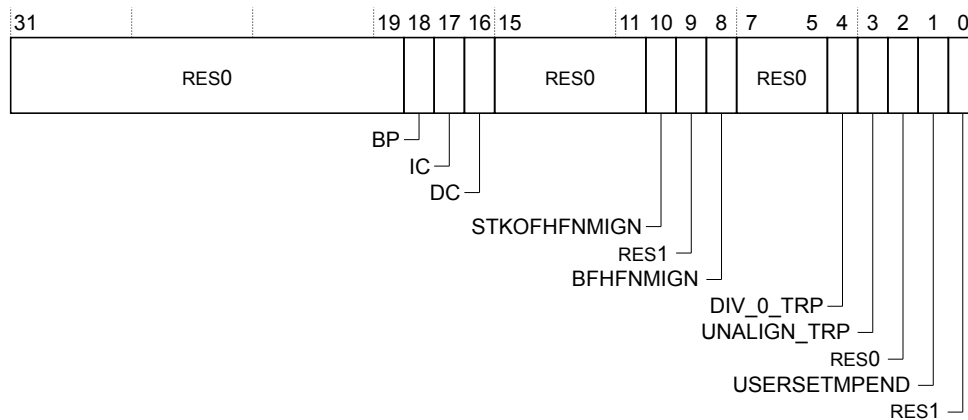 31 19 18 17 16 15 11 10 9 8 7 5 4 3 2 1 0
RES0 RES0 RES0
BP
IC
DC
STKOFHFNMIGN
RES1
BFHFNMIGN
DIV_0_TRP
UNALIGN_TRP
RES0
USERSETMPEND
RES1